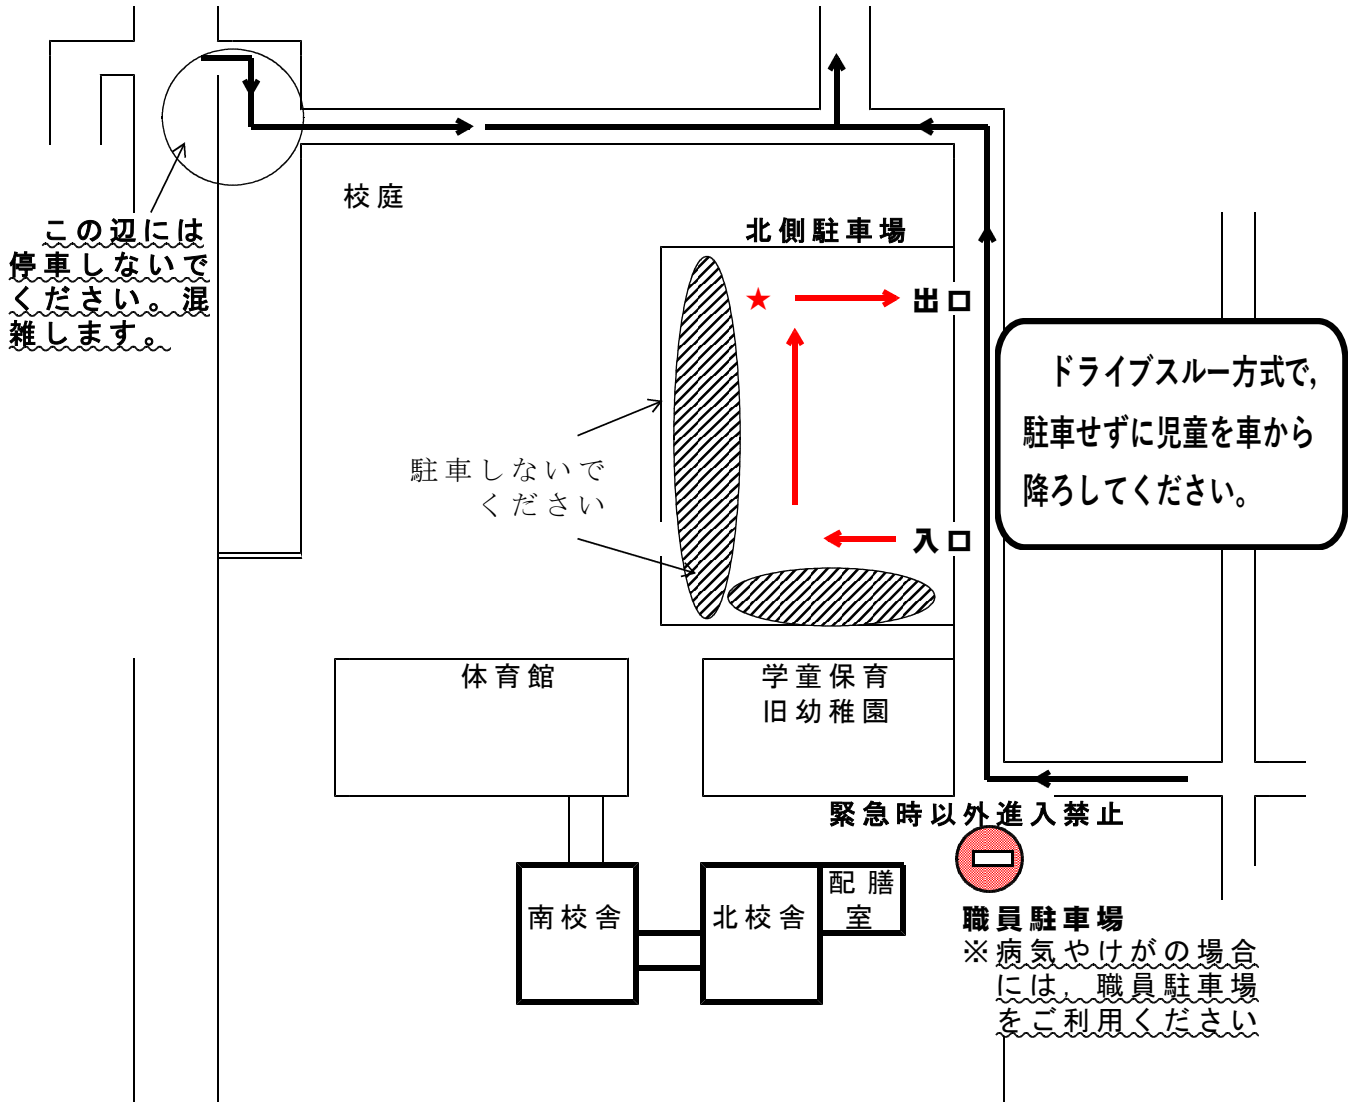 校庭
この辺には
停車しないで
ください。混
雑します。
北側駐車場
★
出口
ドライブスルー方式で,
駐車せずに児童を車から
降ろしてください。
駐車しないで
ください
入口
体育館
学童保育
旧幼稚園
緊急時以外進入禁止
南校舎
北校舎
配膳
室
職員駐車場
※病気やけがの場合
には，職員駐車場
をご利用ください